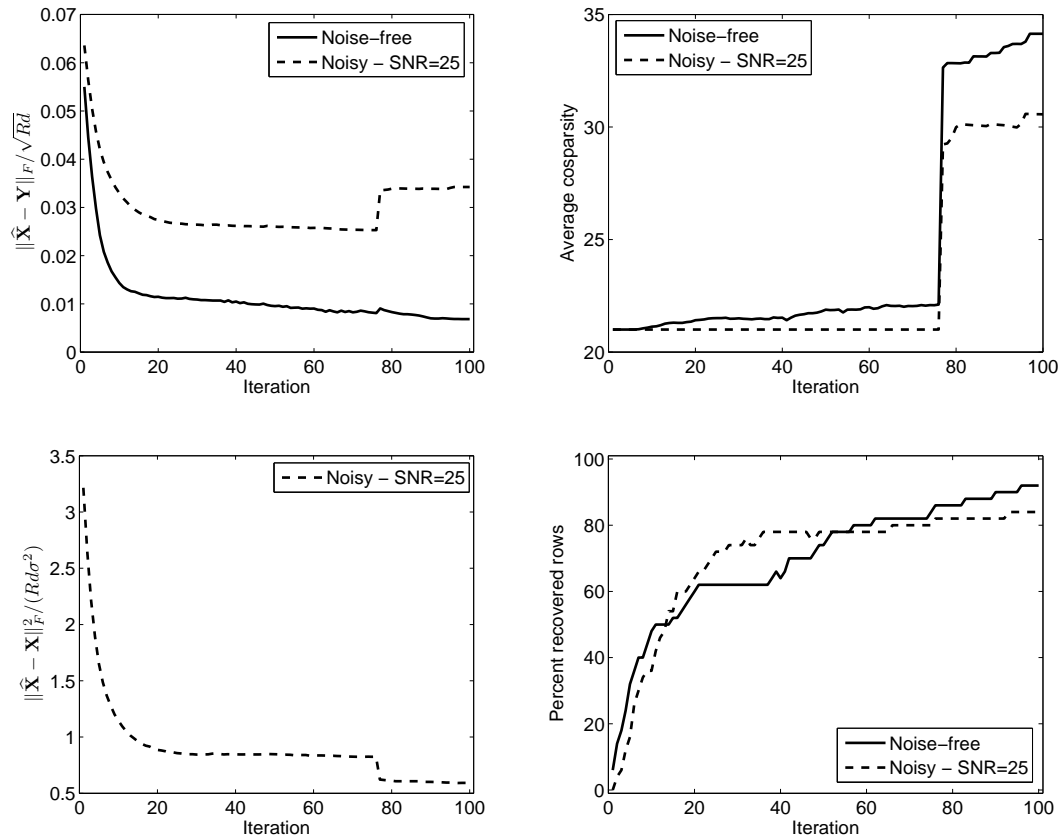 0.07
0.06
0.05
0.04
0.03
0.02
0.01
0
0 20 40 60 80 100
Iteration
||X̂ − Y||_F/√Rd
Noise−free
Noisy − SNR=25
35
30
25
20
0 20 40 60 80 100
Iteration
Average cosparsity
Noise−free
Noisy − SNR=25
3.5
3
2.5
2
1.5
1
0.5
0 20 40 60 80 100
Iteration
||X̂ − X||²_F/(Rdσ²)
Noisy − SNR=25
100
80
60
40
20
0
0 20 40 60 80 100
Iteration
Percent recovered rows
Noise−free
Noisy − SNR=25